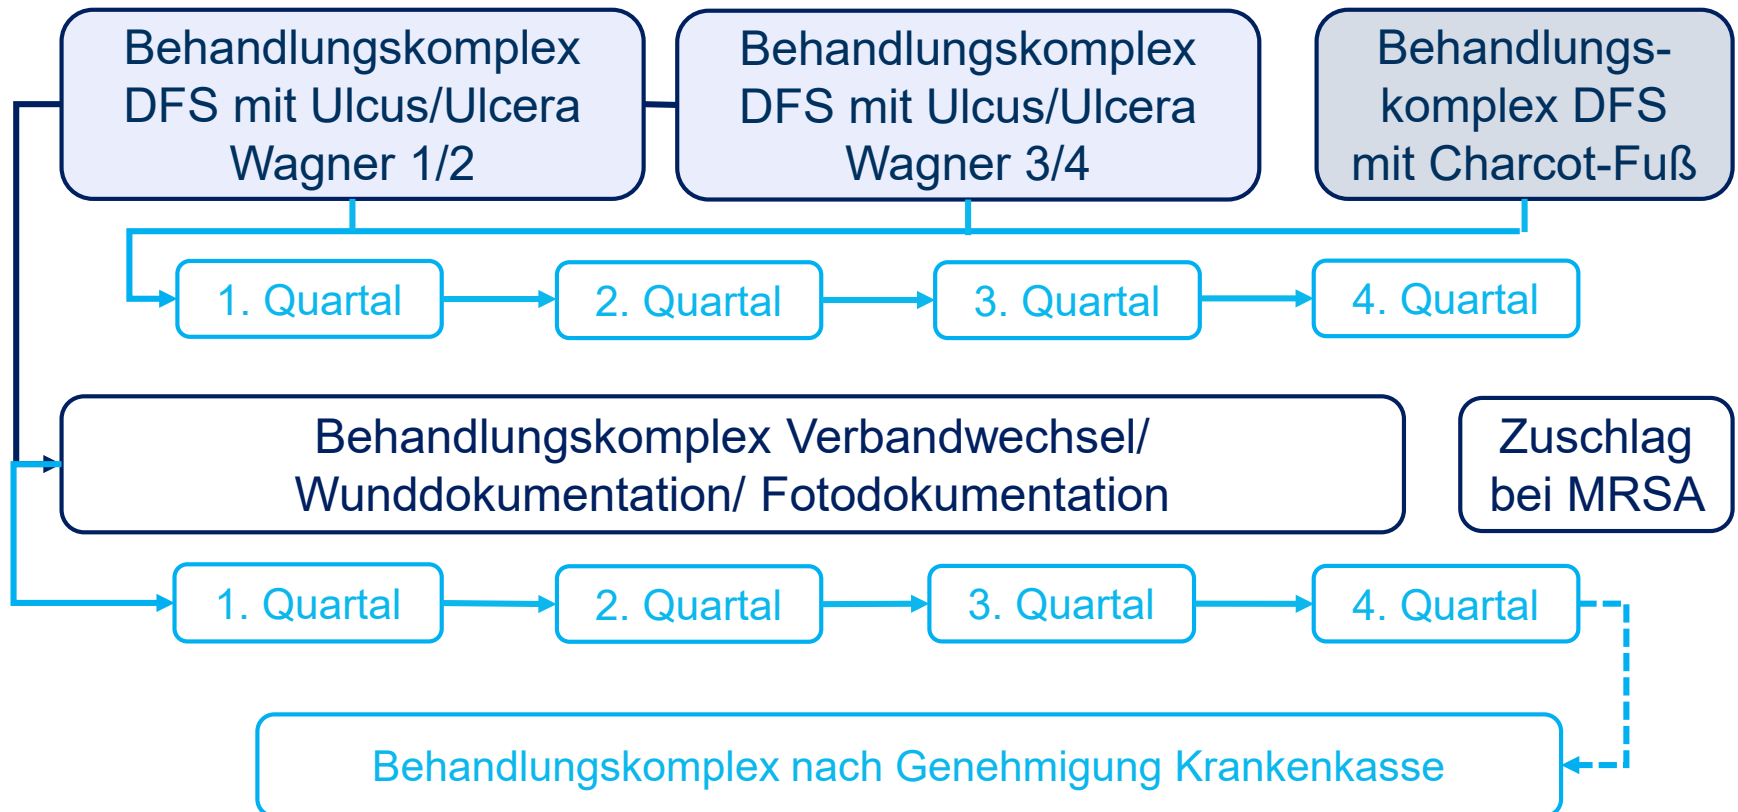 Behandlungskomplex
DFS mit Ulcus/Ulcera
Wagner 1/2
Behandlungskomplex
DFS mit Ulcus/Ulcera
Wagner 3/4
Behandlungs-
komplex DFS
mit Charcot-Fuß
1. Quartal
2. Quartal
3. Quartal
4. Quartal
Behandlungskomplex Verbandwechsel/
Wunddokumentation/ Fotodokumentation
Zuschlag
bei MRSA
1. Quartal
2. Quartal
3. Quartal
4. Quartal
Behandlungskomplex nach Genehmigung Krankenkasse